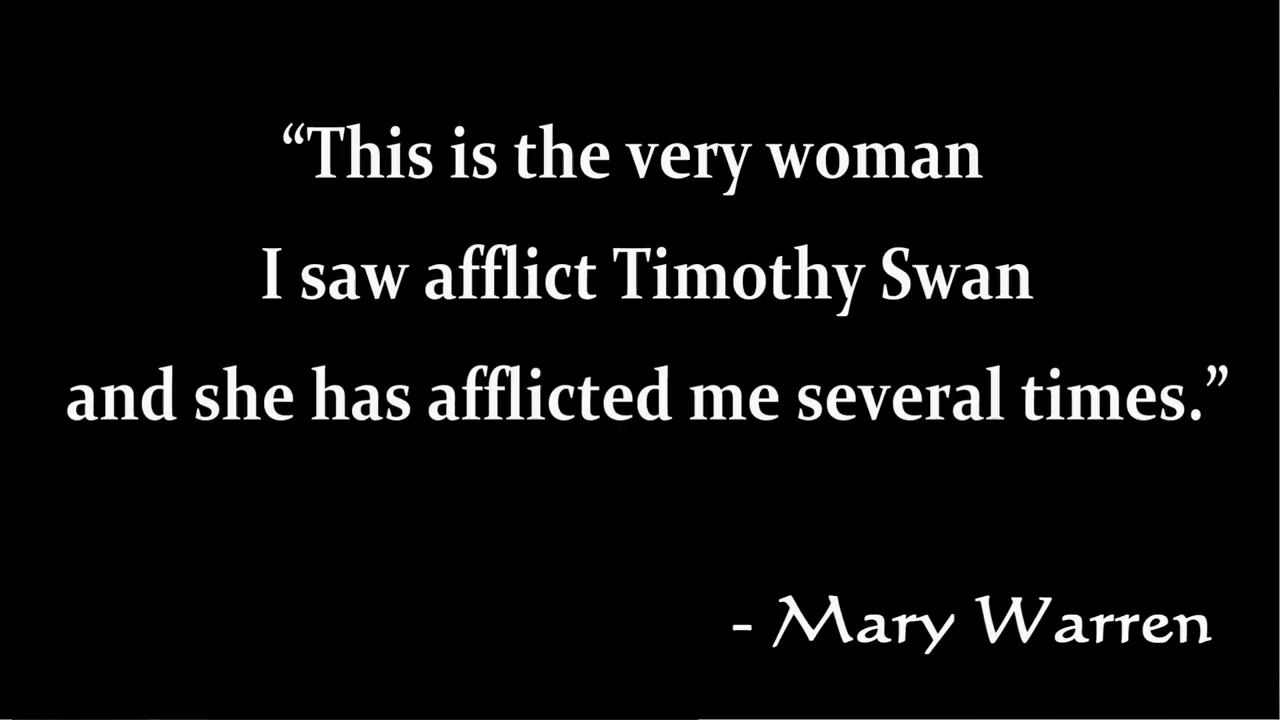 “This is the very woman
I saw afflict Timothy Swan
and she has afflicted me several times.”
- Mary Warren